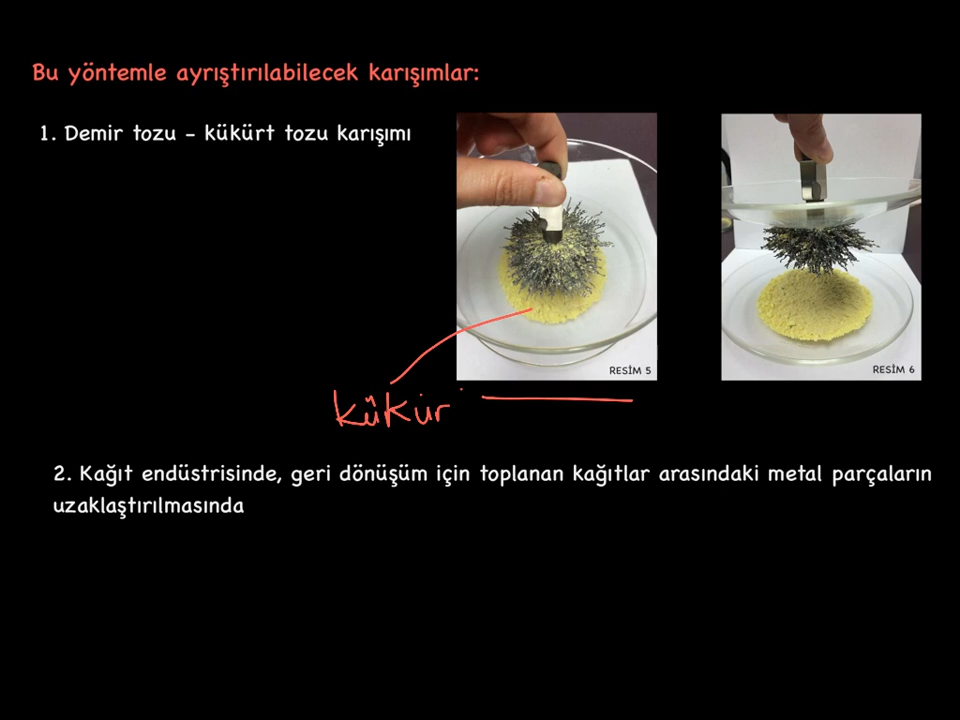 Bu yöntemle ayrıştırılabilecek karışımlar:
1. Demir tozu - kükürt tozu karışımı
RESİM 5
RESİM 6
kükür
2. Kağıt endüstrisinde, geri dönüşüm için toplanan kağıtlar arasındaki metal parçaların
uzaklaştırılmasında